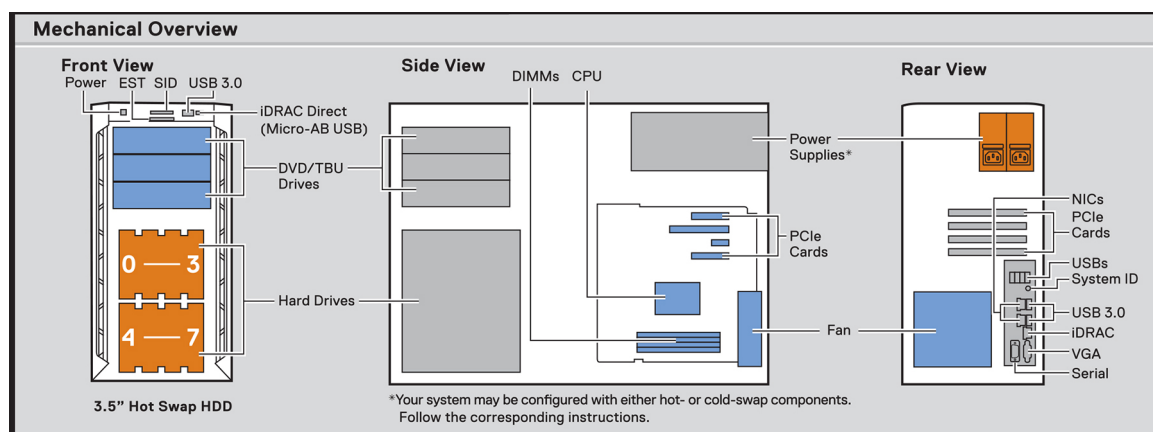 Mechanical Overview
Front View
Power EST SID USB 3.0
iDRAC Direct
(Micro-AB USB)
DVD/TBU
Drives
0 — 3
Hard Drives
4 — 7
3.5” Hot Swap HDD
Side View
DIMMs CPU
Power
Supplies*
PCIe
Cards
Fan
*Your system may be configured with either hot- or cold-swap components.
Follow the corresponding instructions.
Rear View
NICs
PCIe
Cards
USBs
System ID
USB 3.0
iDRAC
VGA
Serial